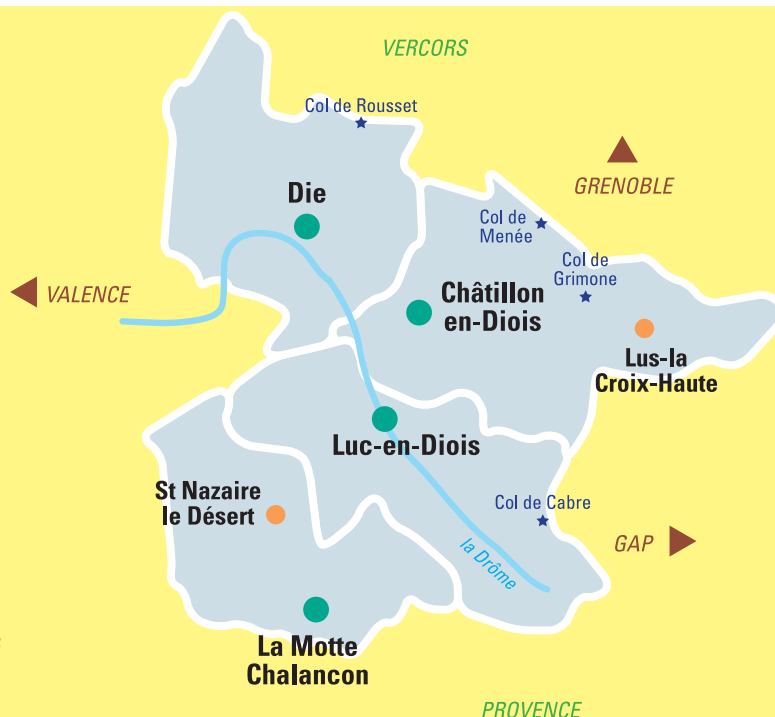 VERCORS
Col de Rousset
GRENOBLE
Die
Col de
Menée
Col de
Grimone
VALENCE
Châtillon
en-Diois
Lus-la
Croix-Haute
Luc-en-Diois
St Nazaire
le Désert
Col de Cabre
GAP
la Drôme
La Motte
Chalancon
PROVENCE